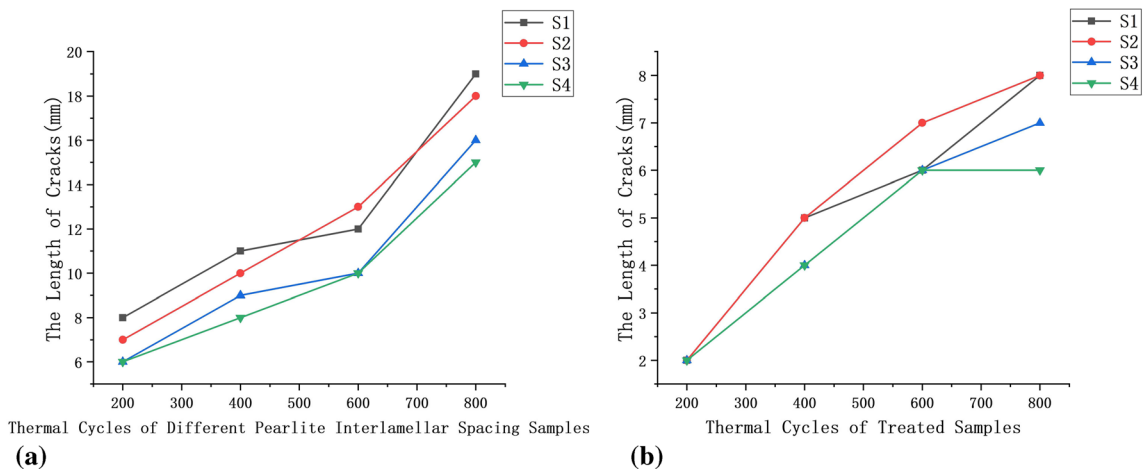 S1
S2
S3
S4
20
18
16
14
12
10
8
6
The Length of Cracks(mm)
200 300 400 500 600 700 800
Thermal Cycles of Different Pearlite Interlamellar Spacing Samples
(a)
S1
S2
S3
S4
8
7
6
5
4
3
2
The Length of Cracks(mm)
200 300 400 500 600 700 800
Thermal Cycles of Treated Samples
(b)